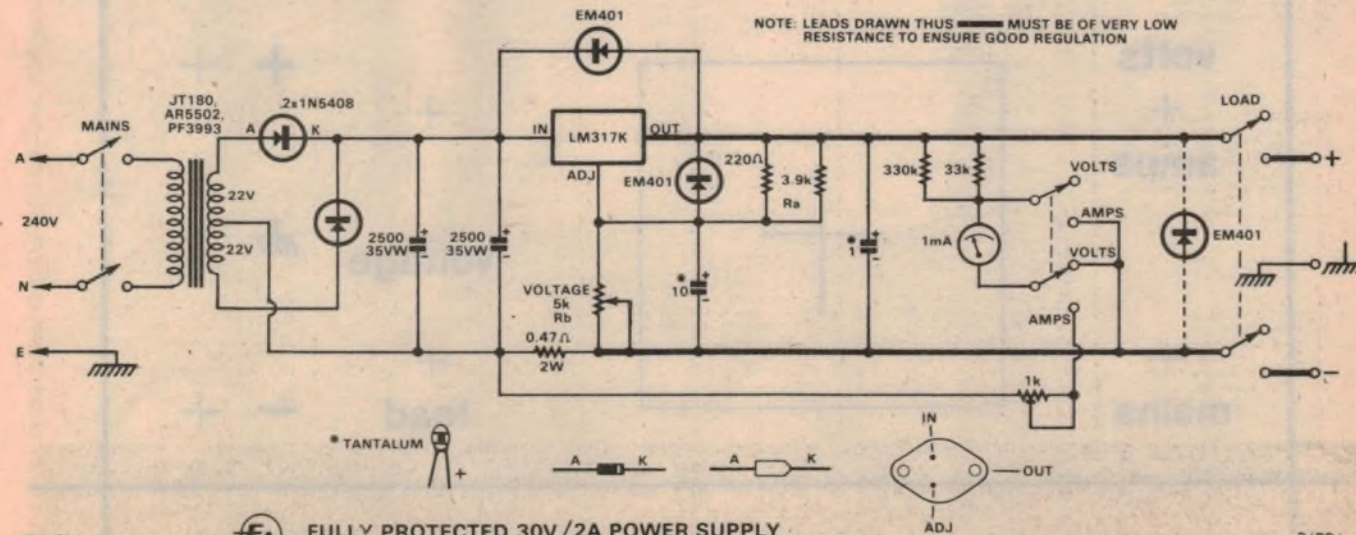 EM401
NOTE: LEADS DRAWN THUS MUST BE OF VERY LOW
RESISTANCE TO ENSURE GOOD REGULATION
JT180,
AR5502,
PF3993
2x1N5408
A K
MAINS
A
240V
N
E
22V
22V
2500
35VW
+
-
2500
35VW
+
-
IN LM317K OUT
ADJ
EM401
220Ω
3.9k
Ra
VOLTAGE
5k
Rb
0.47Ω
2W
* 10 + -
* 1 + -
330k 33k
1mA
VOLTS
AMPS
VOLTS
AMPS
1k
EM401
LOAD
+
-
* TANTALUM
+
A K
A K
IN
OUT
ADJ
FULLY PROTECTED 30V/2A POWER SUPPLY